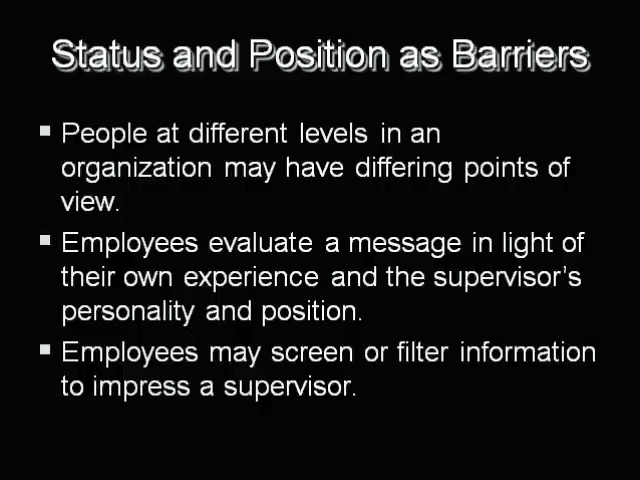 Status and Position as Barriers
▪ People at different levels in an
organization may have differing points of
view.
▪ Employees evaluate a message in light of
their own experience and the supervisor's
personality and position.
▪ Employees may screen or filter information
to impress a supervisor.